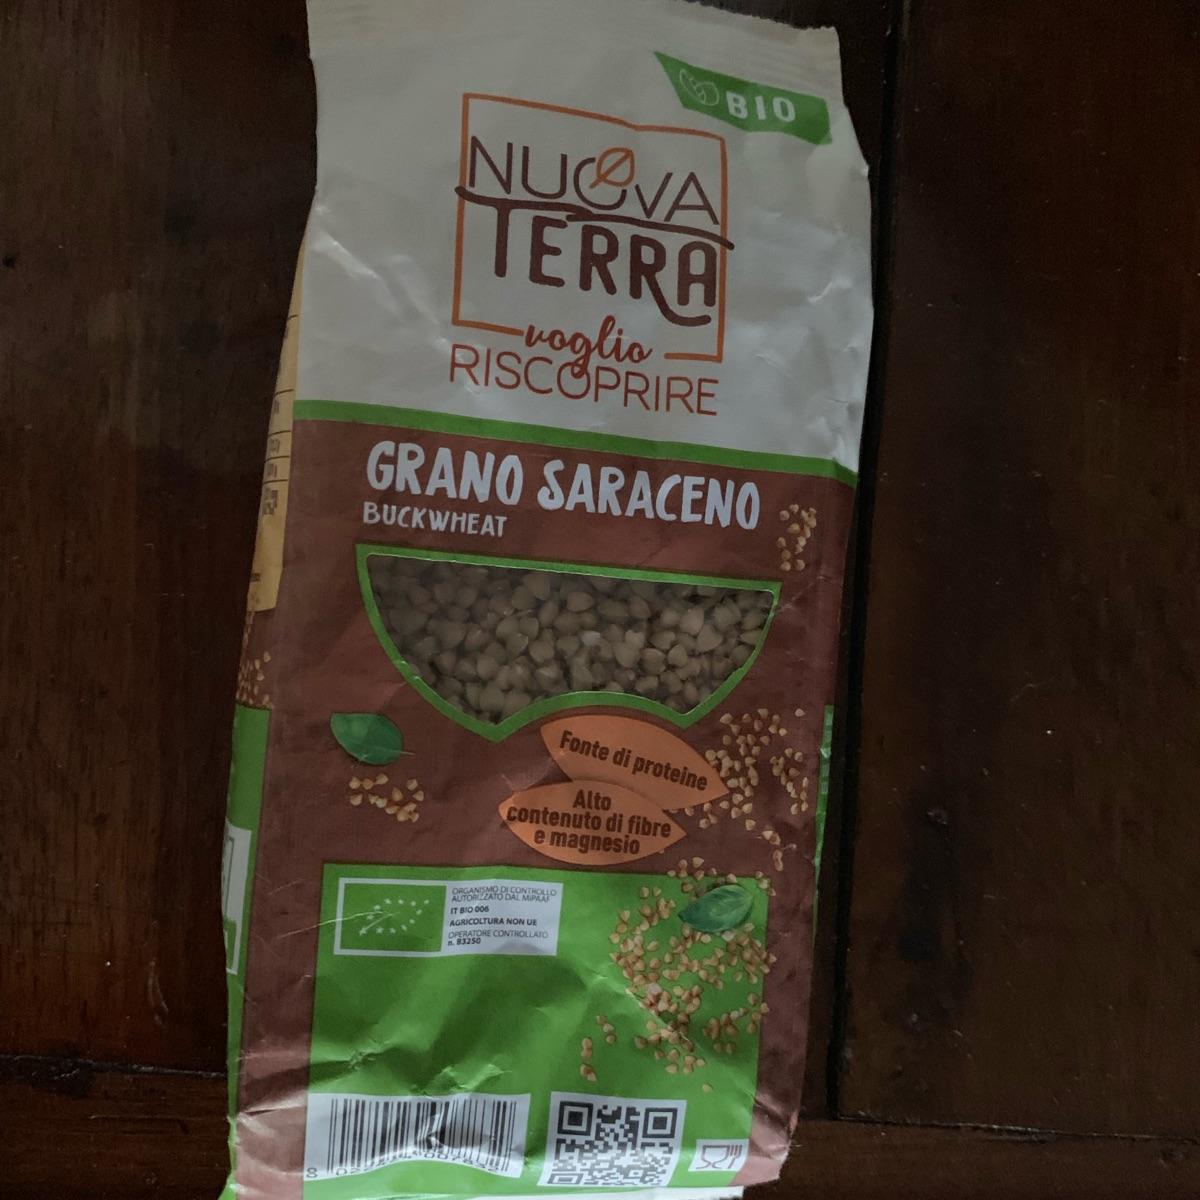 BIO
NUOVA
TERRA
voglio
RISCOPRIRE
GRANO SARACENO
BUCKWHEAT
Fonte di proteine
Alto
contenuto di fibre
e magnesio
ORGANISMO DI CONTROLLO
AUTORIZZATO DAL MIPAAF
IT BIO 006
AGRICOLTURA NON UE
OPERATORE CONTROLLATO
n. B3250